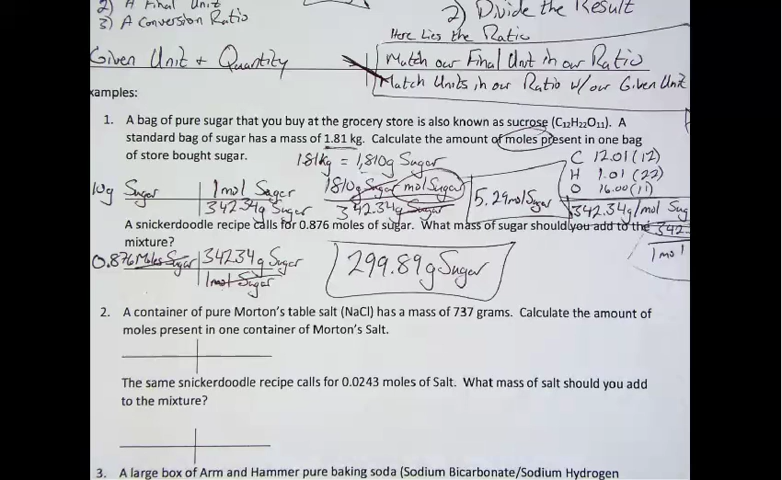 2) A Final Unit
3) A Conversion Ratio
2) Divide the Result
Here Lies the Ratio
Given Unit + Quantity
Match our Final Unit in our Ratio
Match Units in our Ratio w/our Given Unit
xamples:
1. A bag of pure sugar that you buy at the grocery store is also known as sucrose (C12H22O11). A
standard bag of sugar has a mass of 1.81 kg. Calculate the amount of moles present in one bag
of store bought sugar.
1.81kg = 1,810g Sugar
C 12.01 (12)
H 1.01 (22)
O 16.00 (11)
342.34g/mol Sug
10g Sugar 1mol Sugar
342.34g Sugar
1810g Sugar mol Sugar
342.34g Sugar
5.29mol Sugar
A snickerdoodle recipe calls for 0.876 moles of sugar. What mass of sugar should you add to the
mixture?
342.
1 mol
0.876 Moles Sugar 342.34g Sugar
1mol Sugar
299.89g Sugar
2. A container of pure Morton's table salt (NaCl) has a mass of 737 grams. Calculate the amount of
moles present in one container of Morton's Salt.
The same snickerdoodle recipe calls for 0.0243 moles of Salt. What mass of salt should you add
to the mixture?
3. A large box of Arm and Hammer pure baking soda (Sodium Bicarbonate/Sodium Hydrogen